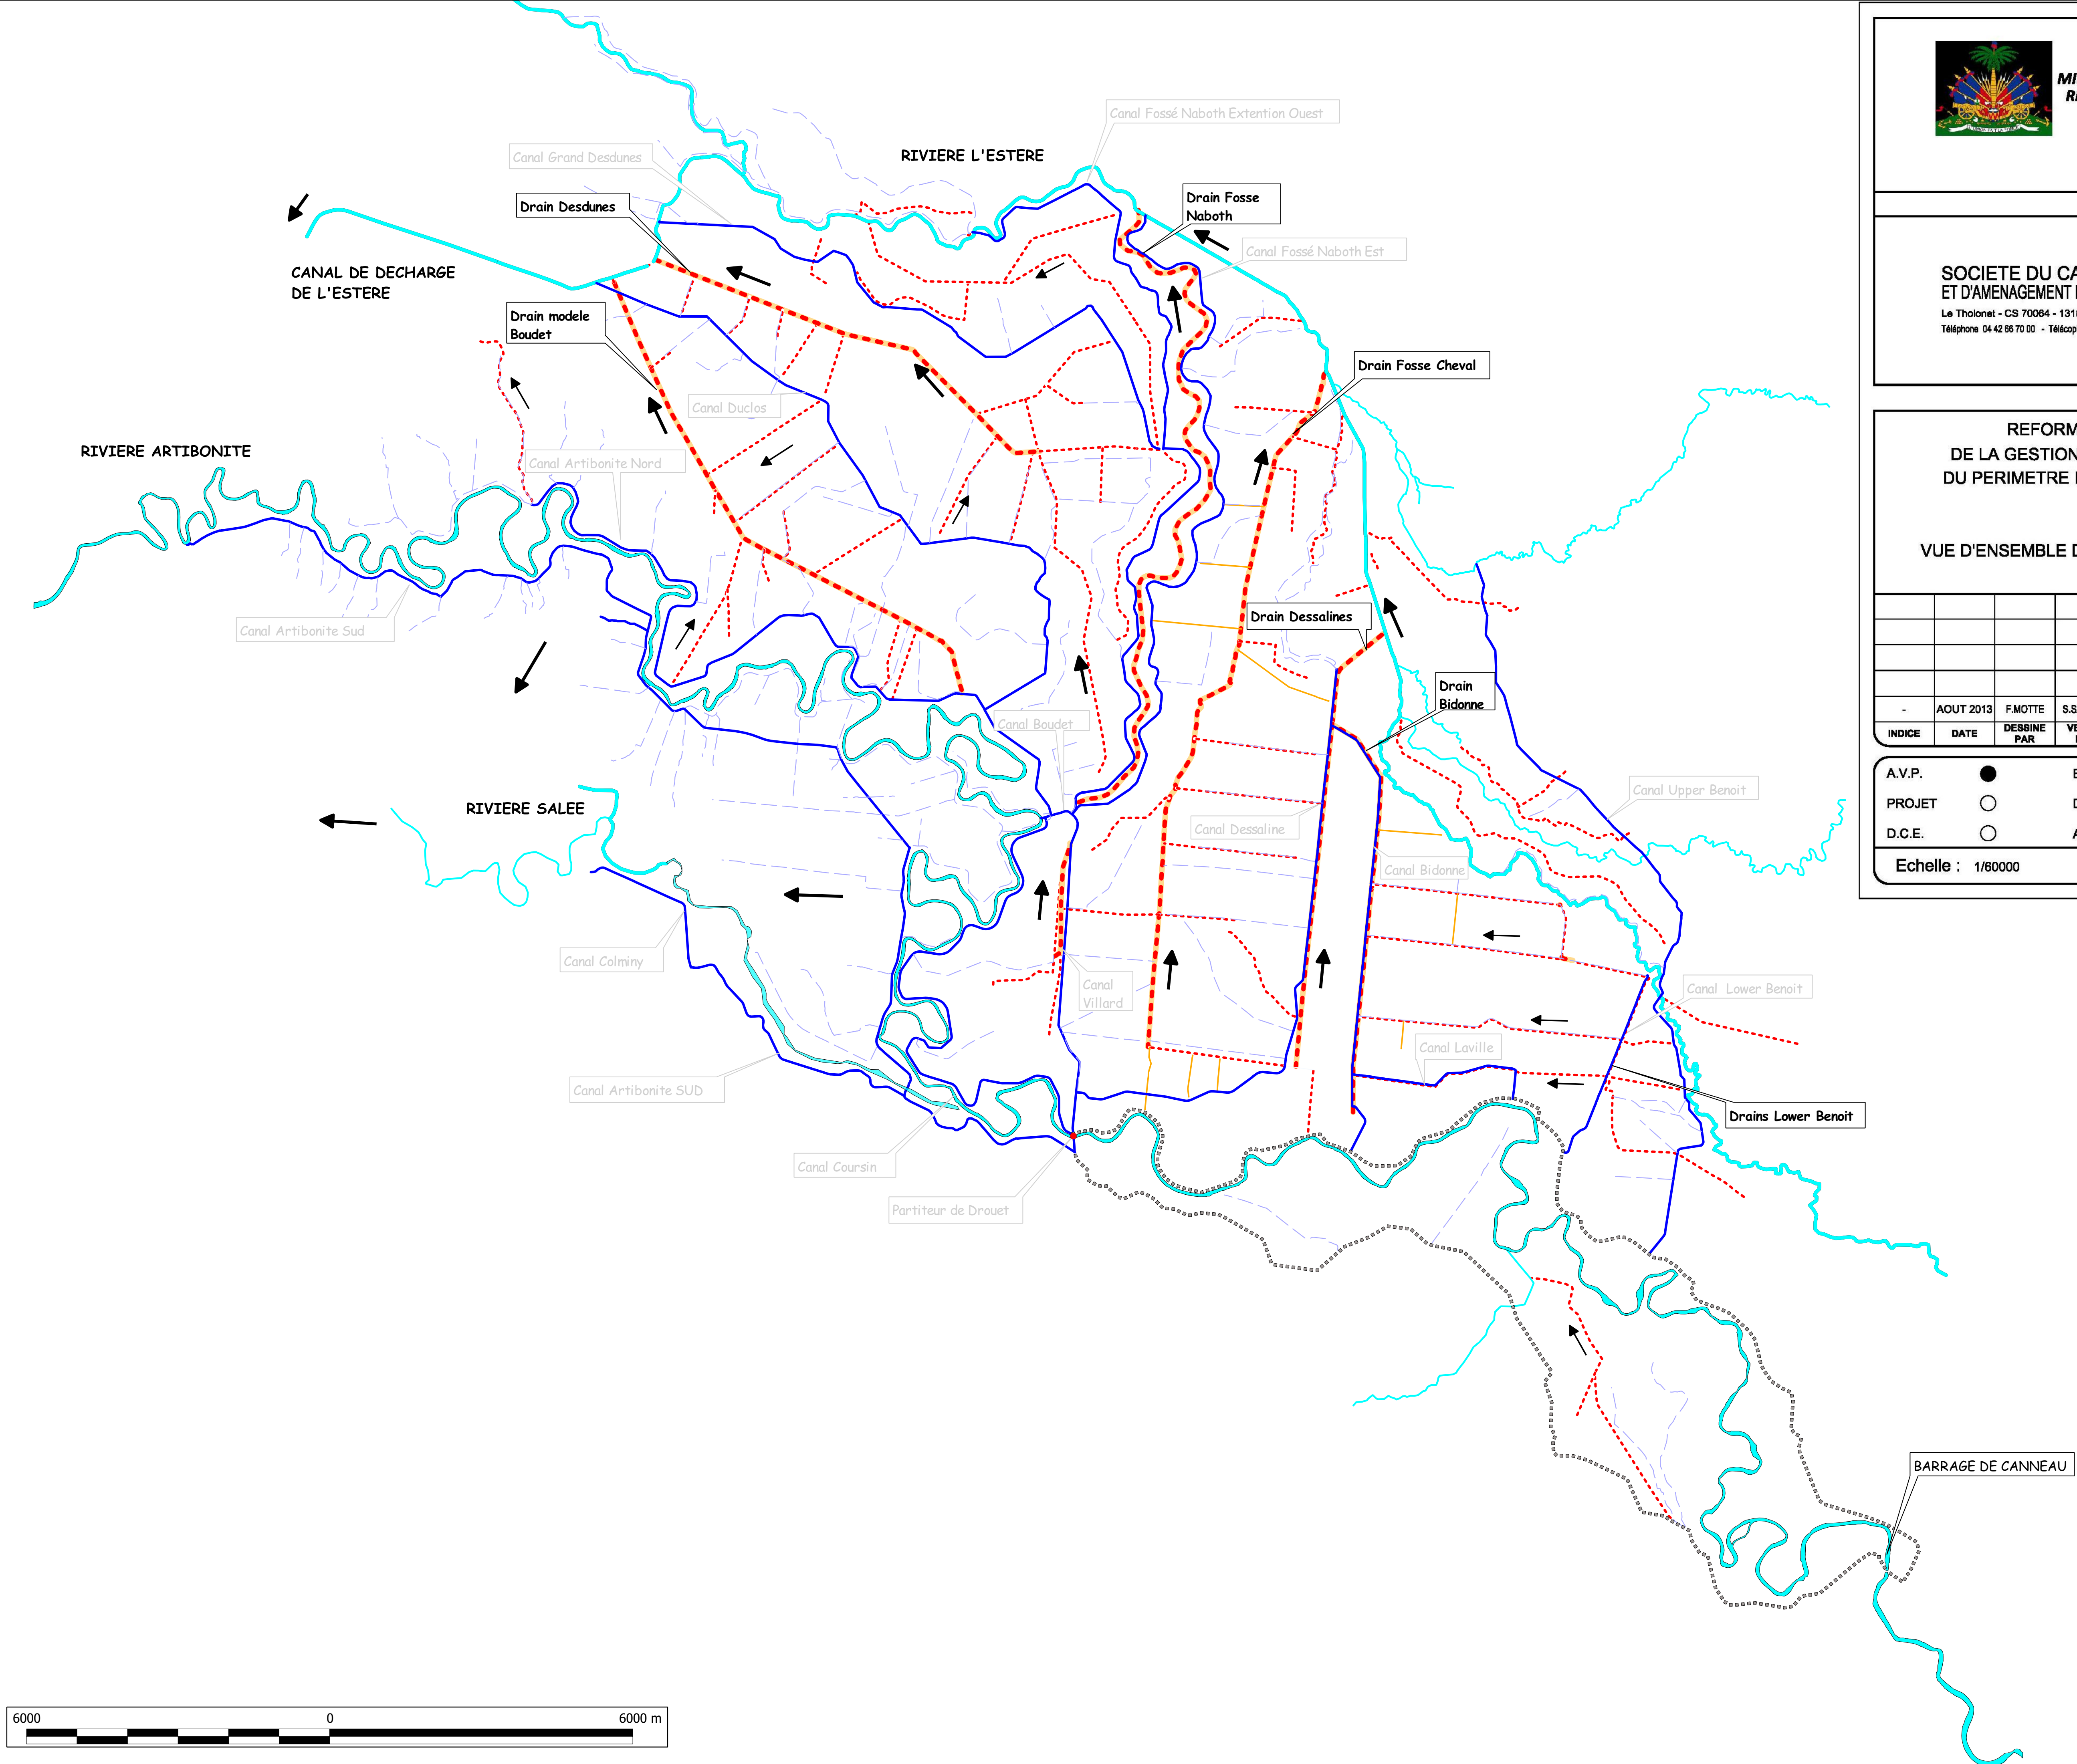 Canal Fossé Naboth Extention Ouest
RIVIERE L'ESTERE
Canal Grand Desdunes
Drain Desdunes
Drain Fosse
Naboth
Canal Fossé Naboth Est
CANAL DE DECHARGE
DE L'ESTERE
Drain modele
Boudet
Drain Fosse Cheval
Canal Duclos
RIVIERE ARTIBONITE
Canal Artibonite Nord
Canal Artibonite Sud
Drain Dessalines
Drain
Bidonne
Canal Boudet
RIVIERE SALEE
Canal Upper Benoit
Canal Dessaline
Canal Bidonne
Canal Colminy
Canal
Villard
Canal Lower Benoit
Canal Laville
Canal Artibonite SUD
Drains Lower Benoit
Canal Coursin
Partiteur de Drouet
BARRAGE DE CANNEAU
6000 0 6000 m
LIBERTÉ
SOCIETE DU
ET D'AMENAGEMENT
Le Tholonet - CS 70064 -
Téléphone 04 42 66 70 00 -
DE LA GESTION
DU PERIMETRE
VUE D'ENSEMBLE
- AOUT 2013 F.MOTTE
INDICE DATE DESSINE
PAR
A.V.P.
PROJET
D.C.E.
Echelle : 1/60000